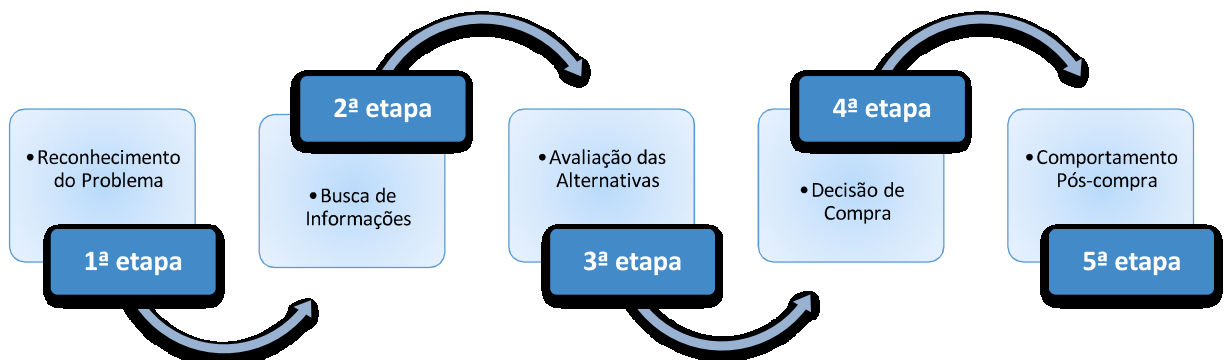 •Reconhecimento
do Problema
1ª etapa
2ª etapa
•Busca de
Informações
•Avaliação das
Alternativas
3ª etapa
4ª etapa
•Decisão de
Compra
•Comportamento
Pós-compra
5ª etapa